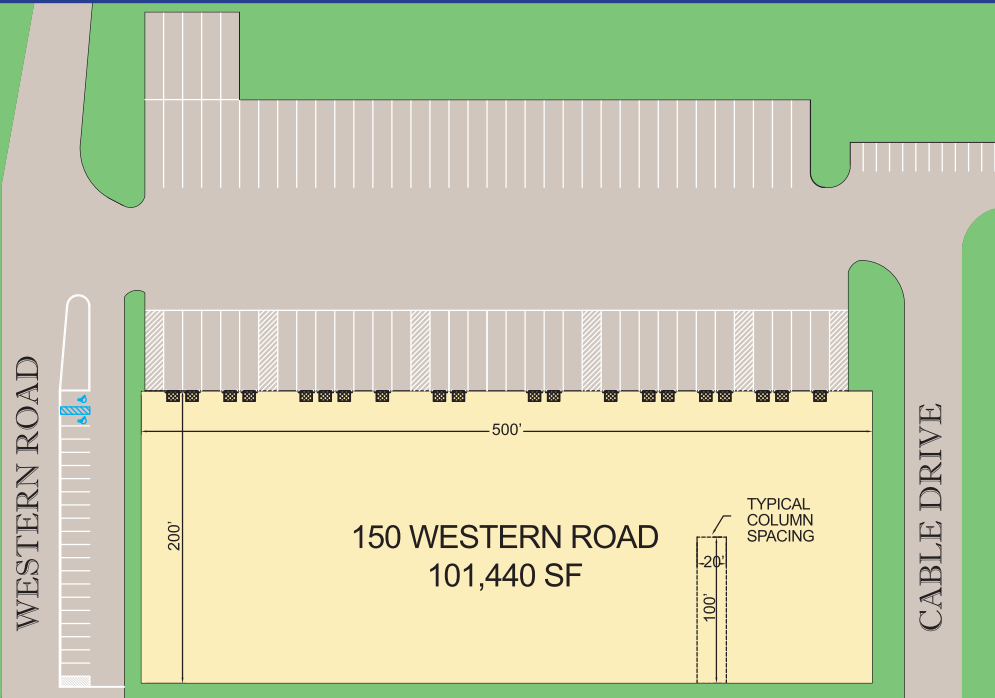 500’
200’
150 WESTERN ROAD
101,440 SF
TYPICAL
COLUMN
SPACING
20’
100’
WESTERN ROAD
CABLE DRIVE